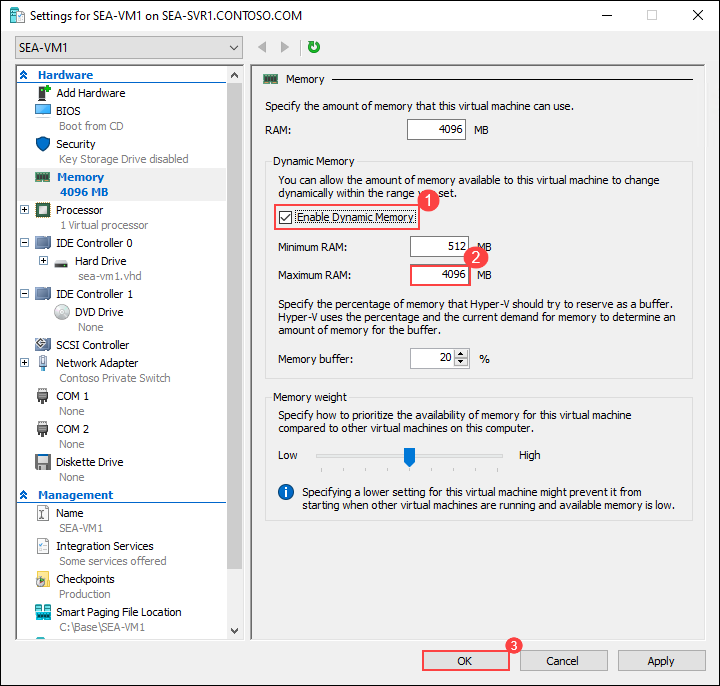 Settings for SEA-VM1 on SEA-SVR1.CONTOSO.COM
SEA-VM1
Hardware
Add Hardware
BIOS
Boot from CD
Security
Key Storage Drive disabled
Memory
4096 MB
Processor
1 Virtual processor
IDE Controller 0
Hard Drive
sea-vm1.vhd
IDE Controller 1
DVD Drive
None
SCSI Controller
Network Adapter
Contoso Private Switch
COM 1
None
COM 2
None
Diskette Drive
None
Management
Name
SEA-VM1
Integration Services
Some services offered
Checkpoints
Production
Smart Paging File Location
C:\Base\SEA-VM1
Memory
Specify the amount of memory that this virtual machine can use.
RAM: 4096 MB
Dynamic Memory
You can allow the amount of memory available to this virtual machine to change
dynamically within the range set.
1
Enable Dynamic Memory
Minimum RAM: 512 MB
2
Maximum RAM: 4096 MB
Specify the percentage of memory that Hyper-V should try to reserve as a buffer.
Hyper-V uses the percentage and the current demand for memory to determine an
amount of memory for the buffer.
Memory buffer: 20 %
Memory weight
Specify how to prioritize the availability of memory for this virtual machine
compared to other virtual machines on this computer.
Low High
Specifying a lower setting for this virtual machine might prevent it from
starting when other virtual machines are running and available memory is low.
3
OK Cancel Apply